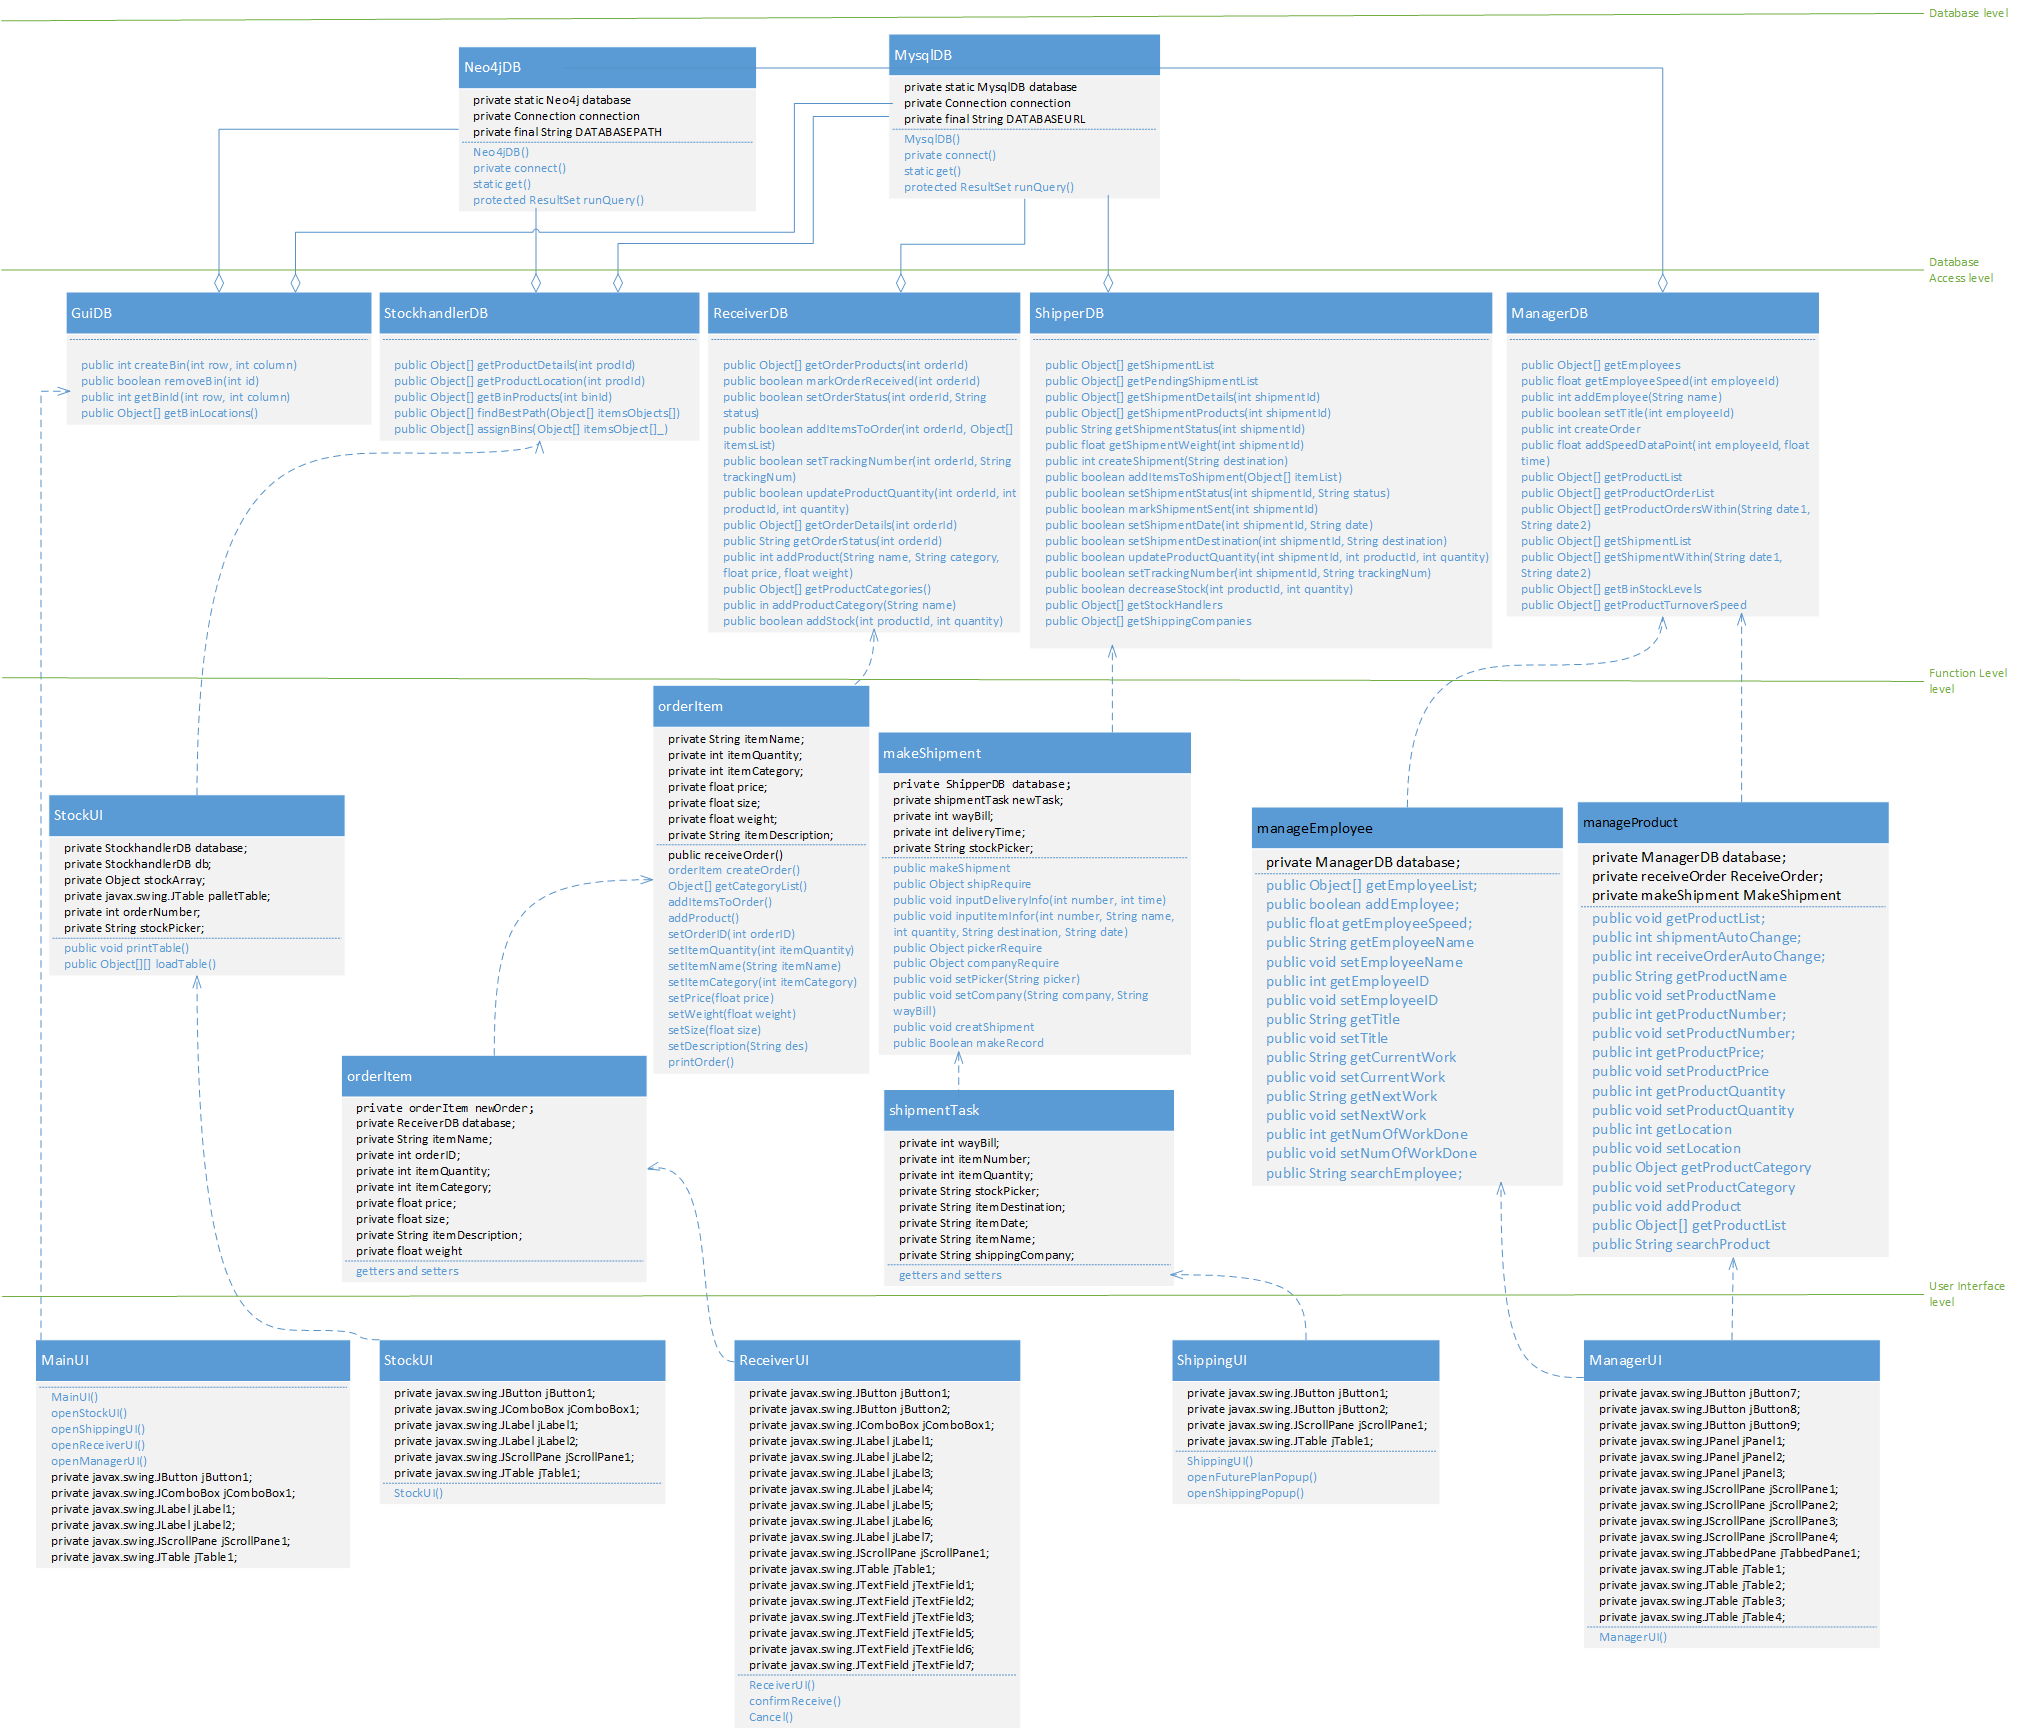 Database level
Neo4jDB
private static Neo4j database
private Connection connection
private final String DATABASEPATH
Neo4jDB()
private connect()
static get()
protected ResultSet runQuery()
MysqlDB
private static MysqlDB database
private Connection connection
private final String DATABASEURL
MysqlDB()
private connect()
static get()
protected ResultSet runQuery()
Database
Access level
GuiDB
public int createBin(int row, int column)
public boolean removeBin(int id)
public int getBinId(int row, int column)
public Object[] getBinLocations()
StockhandlerDB
public Object[] getProductDetails(int prodId)
public Object[] getProductLocation(int prodId)
public Object[] getBinProducts(int binId)
public Object[] findBestPath(Object[] itemsObjects[])
public Object[] assignBins(Object[] itemsObject[]_)
ReceiverDB
public Object[] getOrderProducts(int orderId)
public boolean markOrderReceived(int orderId)
public boolean setOrderStatus(int orderId, String
status)
public boolean addItemsToOrder(int orderId, Object[]
itemsList)
public boolean setTrackingNumber(int orderId, String
trackingNum)
public boolean updateProductQuantity(int orderId, int
productId, int quantity)
public Object[] getOrderDetails(int orderId)
public String getOrderStatus(int orderId)
public int addProduct(String name, String category,
float price, float weight)
public Object[] getProductCategories()
public in addProductCategory(String name)
public boolean addStock(int productId, int quantity)
ShipperDB
public Object[] getShipmentList
public Object[] getPendingShipmentList
public Object[] getShipmentDetails(int shipmentId)
public Object[] getShipmentProducts(int shipmentId)
public String getShipmentStatus(int shipmentId)
public float getShipmentWeight(int shipmentId)
public int createShipment(String destination)
public boolean addItemsToShipment(Object[] itemList)
public boolean setShipmentStatus(int shipmentId, String status)
public boolean markShipmentSent(int shipmentId)
public boolean setShipmentDate(int shipmentId, String date)
public boolean setShipmentDestination(int shipmentId, String destination)
public boolean updateProductQuantity(int shipmentId, int productId, int quantity)
public boolean setTrackingNumber(int shipmentId, String trackingNum)
public boolean decreaseStock(int productId, int quantity)
public Object[] getStockHandlers
public Object[] getShippingCompanies
ManagerDB
public Object[] getEmployees
public float getEmployeeSpeed(int employeeId)
public int addEmployee(String name)
public boolean setTitle(int employeeId)
public int createOrder
public float addSpeedDataPoint(int employeeId, float
time)
public Object[] getProductList
public Object[] getProductOrderList
public Object[] getProductOrdersWithin(String date1,
String date2)
public Object[] getShipmentList
public Object[] getShipmentWithin(String date1,
String date2)
public Object[] getBinStockLevels
public Object[] getProductTurnoverSpeed
Function Level
level
StockUI
private StockhandlerDB database;
private StockhandlerDB db;
private Object stockArray;
private javax.swing.JTable palletTable;
private int orderNumber;
private String stockPicker;
public void printTable()
public Object[][] loadTable()
orderItem
private String itemName;
private int itemQuantity;
private int itemCategory;
private float price;
private float size;
private float weight;
private String itemDescription;
public receiveOrder()
orderItem createOrder()
Object[] getCategoryList()
addItemsToOrder()
addProduct()
setOrderID(int orderID)
setItemQuantity(int itemQuantity)
setItemName(String itemName)
setItemCategory(int itemCategory)
setPrice(float price)
setWeight(float weight)
setSize(float size)
setDescription(String des)
printOrder()
makeShipment
private ShipperDB database;
private shipmentTask newTask;
private int wayBill;
private int deliveryTime;
private String stockPicker;
public makeShipment
public Object shipRequire
public void inputDeliveryInfo(int number, int time)
public void inputItemInfor(int number, String name,
int quantity, String destination, String date)
public Object pickerRequire
public Object companyRequire
public void setPicker(String picker)
public void setCompany(String company, String
wayBill)
public void creatShipment
public Boolean makeRecord
manageEmployee
private ManagerDB database;
public Object[] getEmployeeList;
public boolean addEmployee;
public float getEmployeeSpeed;
public String getEmployeeName
public void setEmployeeName
public int getEmployeeID
public void setEmployeeID
public String getTitle
public void setTitle
public String getCurrentWork
public void setCurrentWork
public String getNextWork
public void setNextWork
public int getNumOfWorkDone
public void setNumOfWorkDone
public String searchEmployee;
manageProduct
private ManagerDB database;
private receiveOrder ReceiveOrder;
private makeShipment MakeShipment
public void getProductList;
public int shipmentAutoChange;
public int receiveOrderAutoChange;
public String getProductName
public void setProductName
public int getProductNumber;
public void setProductNumber;
public int getProductPrice;
public void setProductPrice
public int getProductQuantity
public void setProductQuantity
public int getLocation
public void setLocation
public Object getProductCategory
public void setProductCategory
public void addProduct
public Object[] getProductList
public String searchProduct
orderItem
private orderItem newOrder;
private ReceiverDB database;
private String itemName;
private int orderID;
private int itemQuantity;
private int itemCategory;
private float price;
private float size;
private String itemDescription;
private float weight
getters and setters
shipmentTask
private int wayBill;
private int itemNumber;
private int itemQuantity;
private String stockPicker;
private String itemDestination;
private String itemDate;
private String itemName;
private String shippingCompany;
getters and setters
User Interface
level
MainUI
MainUI()
openStockUI()
openShippingUI()
openReceiverUI()
openManagerUI()
private javax.swing.JButton jButton1;
private javax.swing.JComboBox jComboBox1;
private javax.swing.JLabel jLabel1;
private javax.swing.JLabel jLabel2;
private javax.swing.JScrollPane jScrollPane1;
private javax.swing.JTable jTable1;
StockUI
private javax.swing.JButton jButton1;
private javax.swing.JComboBox jComboBox1;
private javax.swing.JLabel jLabel1;
private javax.swing.JLabel jLabel2;
private javax.swing.JScrollPane jScrollPane1;
private javax.swing.JTable jTable1;
StockUI()
ReceiverUI
private javax.swing.JButton jButton1;
private javax.swing.JButton jButton2;
private javax.swing.JComboBox jComboBox1;
private javax.swing.JLabel jLabel1;
private javax.swing.JLabel jLabel2;
private javax.swing.JLabel jLabel3;
private javax.swing.JLabel jLabel4;
private javax.swing.JLabel jLabel5;
private javax.swing.JLabel jLabel6;
private javax.swing.JLabel jLabel7;
private javax.swing.JScrollPane jScrollPane1;
private javax.swing.JTable jTable1;
private javax.swing.JTextField jTextField1;
private javax.swing.JTextField jTextField2;
private javax.swing.JTextField jTextField3;
private javax.swing.JTextField jTextField5;
private javax.swing.JTextField jTextField6;
private javax.swing.JTextField jTextField7;
ReceiverUI()
confirmReceive()
Cancel()
ShippingUI
private javax.swing.JButton jButton1;
private javax.swing.JButton jButton2;
private javax.swing.JScrollPane jScrollPane1;
private javax.swing.JTable jTable1;
ShippingUI()
openFuturePlanPopup()
openShippingPopup()
ManagerUI
private javax.swing.JButton jButton7;
private javax.swing.JButton jButton8;
private javax.swing.JButton jButton9;
private javax.swing.JPanel jPanel1;
private javax.swing.JPanel jPanel2;
private javax.swing.JPanel jPanel3;
private javax.swing.JScrollPane jScrollPane1;
private javax.swing.JScrollPane jScrollPane2;
private javax.swing.JScrollPane jScrollPane3;
private javax.swing.JScrollPane jScrollPane4;
private javax.swing.JTabbedPane jTabbedPane1;
private javax.swing.JTable jTable1;
private javax.swing.JTable jTable2;
private javax.swing.JTable jTable3;
private javax.swing.JTable jTable4;
ManagerUI()